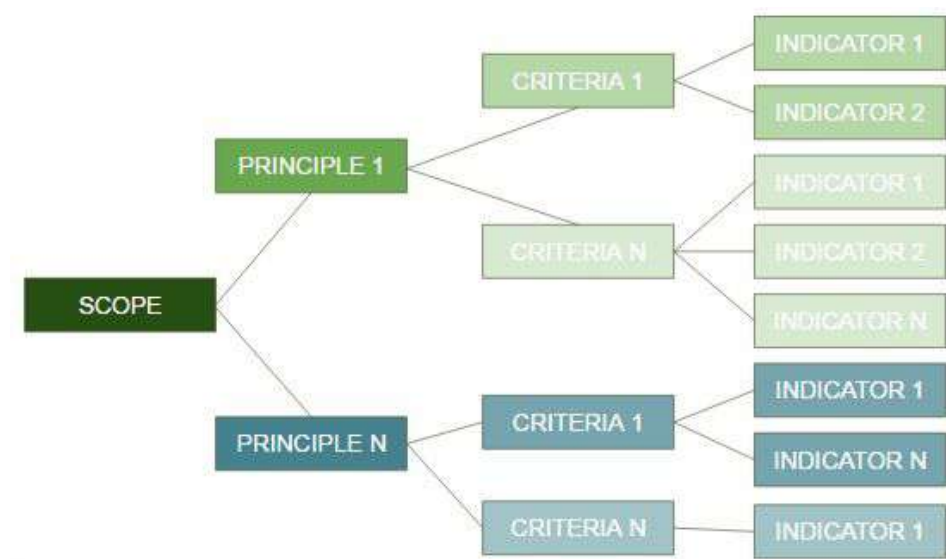 INDICATOR 1
CRITERIA 1
INDICATOR 2
PRINCIPLE 1
INDICATOR 1
CRITERIA N
INDICATOR 2
SCOPE
INDICATOR N
INDICATOR 1
CRITERIA 1
PRINCIPLE N
INDICATOR N
CRITERIA N
INDICATOR 1